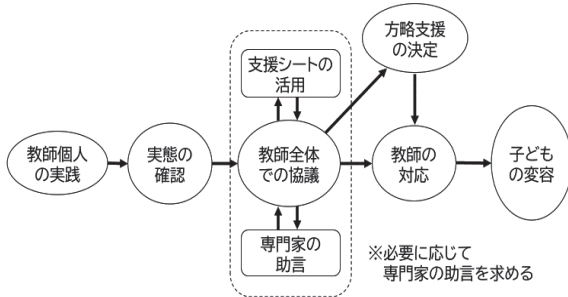 方略支援
の決定
支援シートの
活用
教師個人
の実践
実態の
確認
教師全体
での協議
教師の
対応
子ども
の変容
専門家の
助言
※必要に応じて
専門家の助言を求める